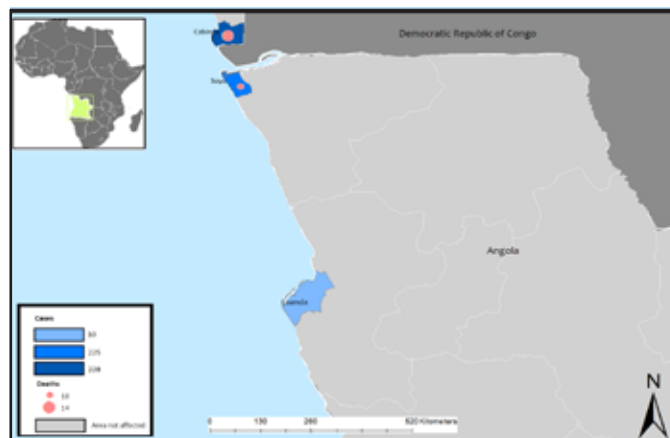 Cabinda
Democratic Republic of Congo
Soyo
Angola
Luanda
Cases
10
225
228
Deaths
10
14
Area not affected
0 130 260 520 Kilometers
N